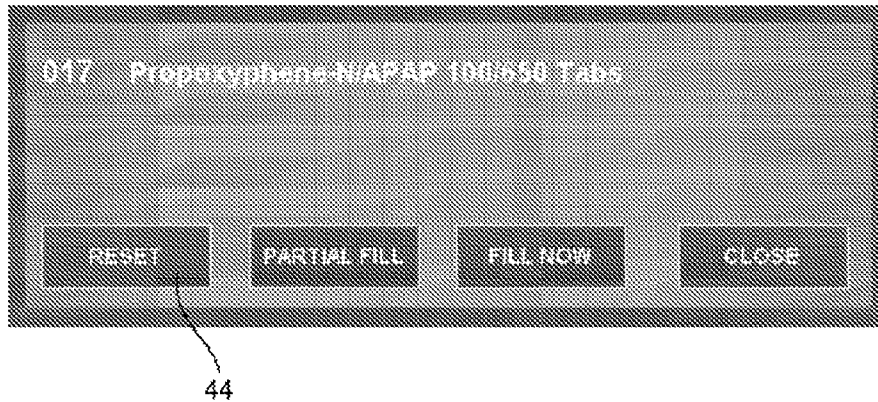 017 Propoxyphene-N/APAP 100/650 Tabs
RESET PARTIAL FILL FILL NOW CLOSE
44